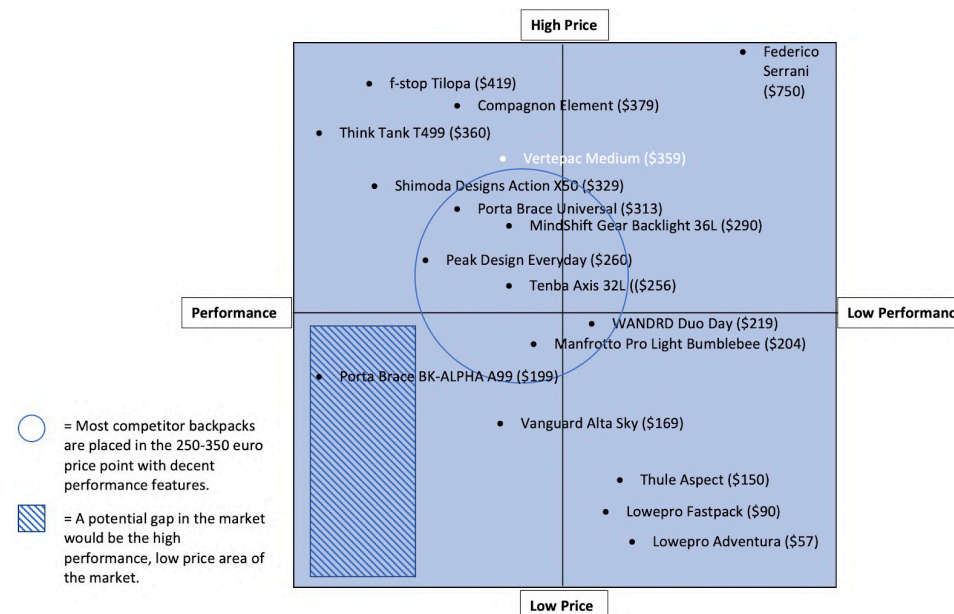 High Price
Federico
Serrani
($750)
f-stop Tilopa ($419)
Compagnon Element ($379)
Think Tank T499 ($360)
Vertepac Medium ($359)
Shimoda Designs Action X50 ($329)
Porta Brace Universal ($313)
MindShift Gear Backlight 36L ($290)
Peak Design Everyday ($260)
Tenba Axis 32L (($256)
Performance
Low Performance
WANDRD Duo Day ($219)
Manfrotto Pro Light Bumblebee ($204)
Porta Brace BK-ALPHA A99 ($199)
Vanguard Alta Sky ($169)
Thule Aspect ($150)
Lowepro Fastpack ($90)
Lowepro Adventura ($57)
= Most competitor backpacks
are placed in the 250-350 euro
price point with decent
performance features.
= A potential gap in the market
would be the high
performance, low price area of
the market.
Low Price